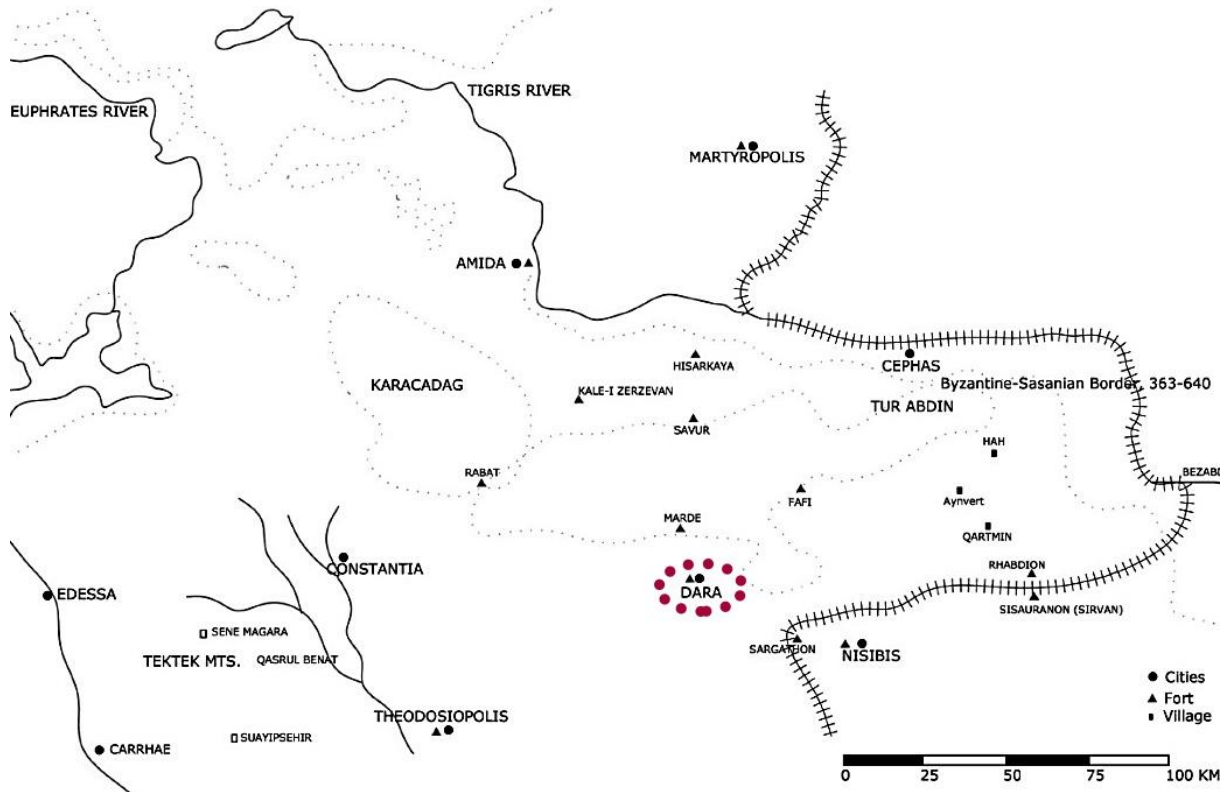 TIGRIS RIVER
EUPHRATES RIVER
MARTYROPOLIS
AMIDA
HISARKAYA
CEPHAS
KARACADAG
KALE-I ZERZEVAN
Byzantine-Sasanian Border, 363-640
TUR ABDIN
SAVUR
HAH
RABAT
BEZABD
FAFI
Aynvert
MARDE
QARTMIN
CONSTANTIA
RHABDION
EDESSA
DARA
SISAURANON (SIRVAN)
SENE MAGARA
TEKTEK MTS.
QASRUL BENAT
SARGATHON
NISIBIS
Cities
Fort
Village
THEODOSIOPOLIS
SUAYIPSEHIR
CARRHAE
0 25 50 75 100 KM